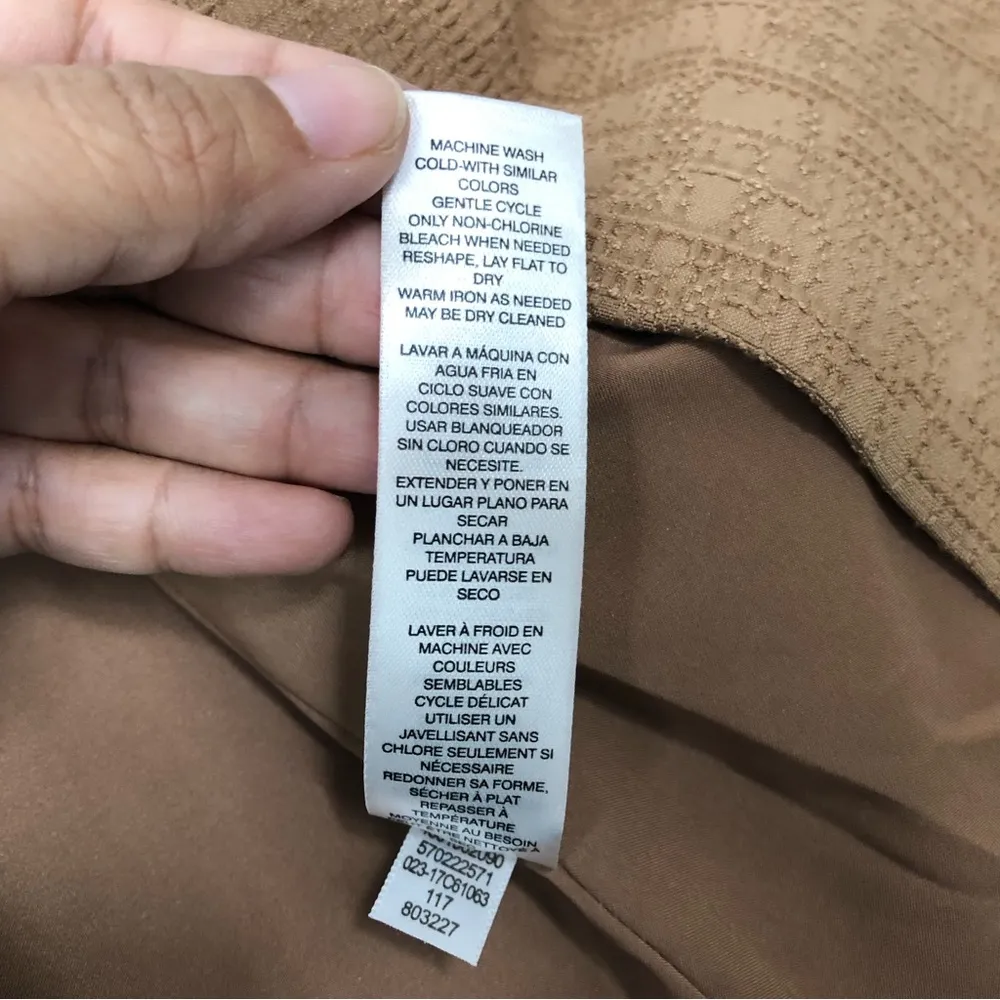 MACHINE WASH
COLD-WITH SIMILAR
COLORS
GENTLE CYCLE
ONLY NON-CHLORINE
BLEACH WHEN NEEDED
RESHAPE, LAY FLAT TO
DRY
WARM IRON AS NEEDED
MAY BE DRY CLEANED
LAVAR A MÁQUINA CON
AGUA FRIA EN
CICLO SUAVE CON
COLORES SIMILARES.
USAR BLANQUEADOR
SIN CLORO CUANDO SE
NECESITE.
EXTENDER Y PONER EN
UN LUGAR PLANO PARA
SECAR
PLANCHAR A BAJA
TEMPERATURA
PUEDE LAVARSE EN
SECO
LAVER À FROID EN
MACHINE AVEC
COULEURS
SEMBLABLES
CYCLE DÉLICAT
UTILISER UN
JAVELLISANT SANS
CHLORE SEULEMENT SI
NÉCESSAIRE
REDONNER SA FORME,
SÉCHER À PLAT
REPASSER À
TEMPÉRATURE
MOYENNE AU BESOIN
ÊTRE NETTOYÉ À
570222571
023-17C61063
117
803227